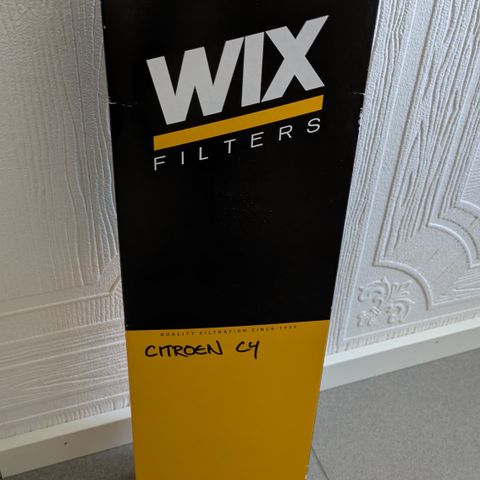 WIX
FILTERS
QUALITY FILTRATION SINCE 1939
CITROEN C4